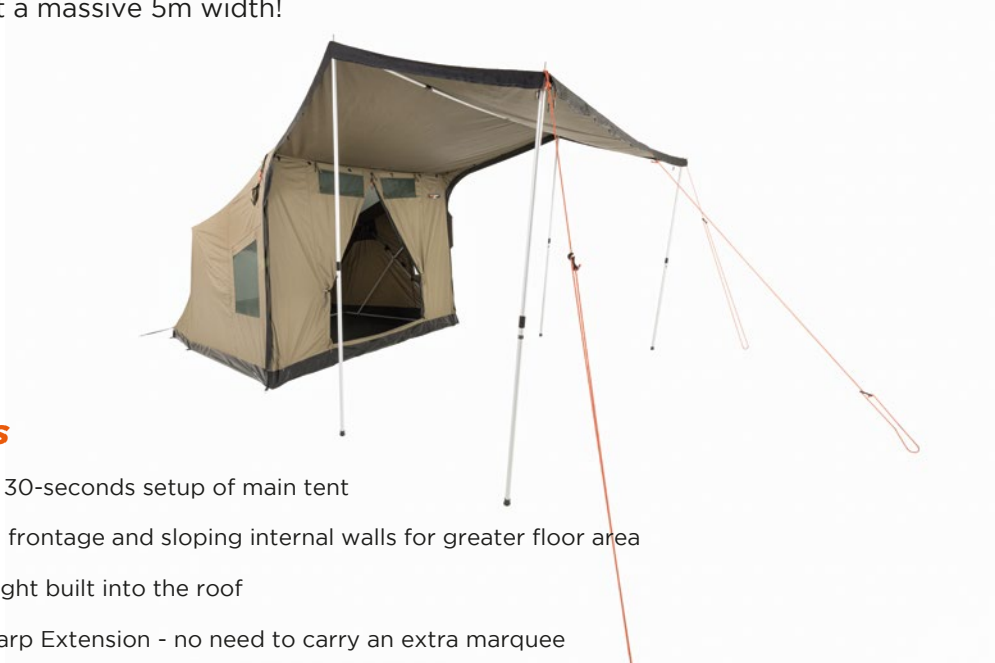 t a massive 5m width!
s
30-seconds setup of main tent
frontage and sloping internal walls for greater floor area
ght built into the roof
arp Extension - no need to carry an extra marquee